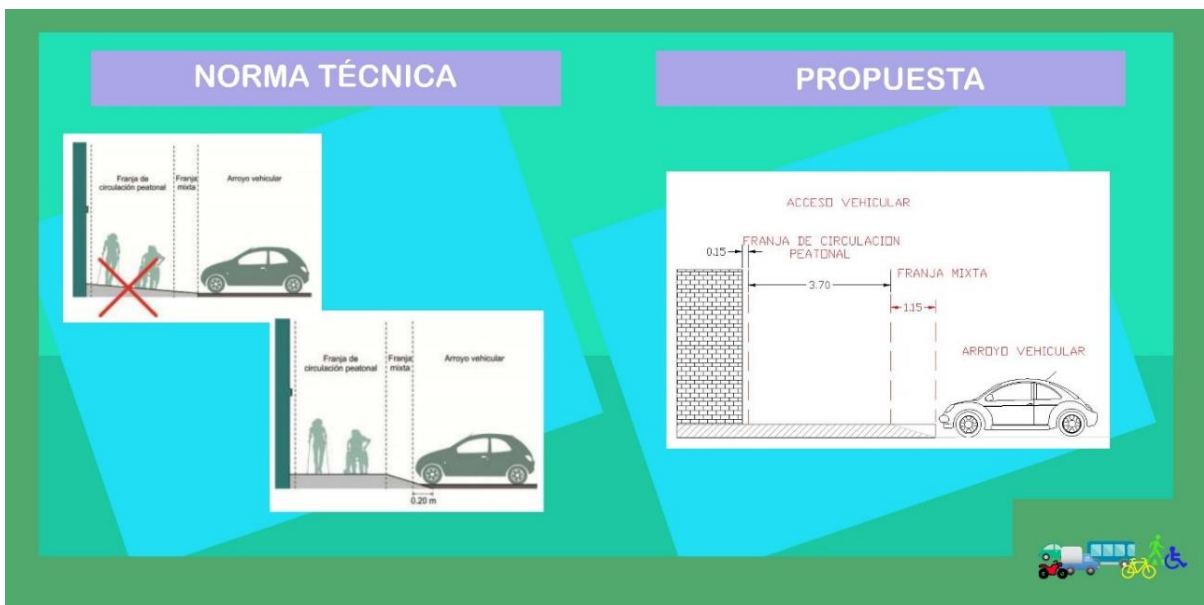 NORMA TÉCNICA
Franja de
circulación peatonal
Franja
mixta
Arroyo vehicular
Franja de
circulación peatonal
Franja
mixta
Arroyo vehicular
0.20 m
PROPUESTA
ACCESO VEHICULAR
FRANJA DE CIRCULACION
PEATONAL
0.15
3.70
FRANJA MIXTA
1.15
ARROYO VEHICULAR